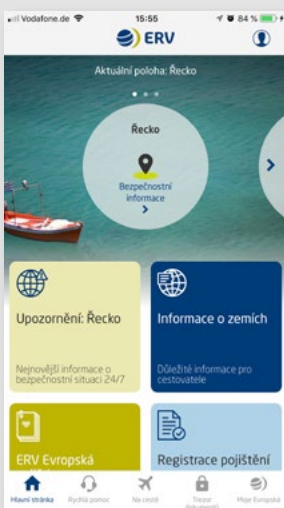 Vodafone.de
15:55
84 %
ERV
Aktuální poloha: Řecko
Řecko
Bezpečnostní
informace
Upozornění: Řecko
Nejnovější informace o
bezpečnostní situaci 24/7
Informace o zemích
Důležité informace pro
cestovatele
ERV Evropská
Registrace pojištění
Hlavní stránka
Rychlá pomoc
Na cestě
Trezor
dokumentů
Moje Evropská